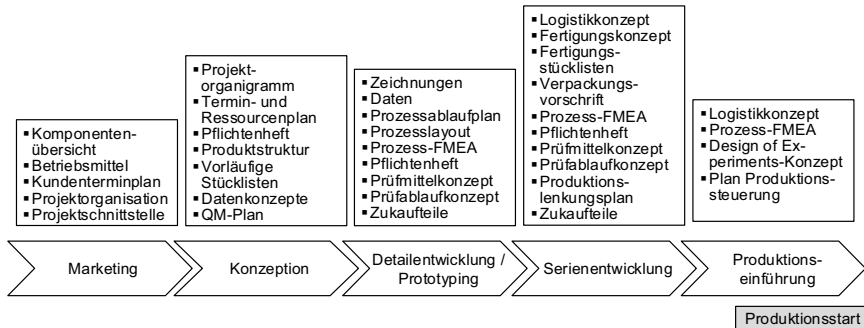 ▪ Komponenten-
übersicht
▪ Betriebsmittel
▪ Kundenterminplan
▪ Projektorganisation
▪ Projektschnittstelle
▪ Projekt-
organigramm
▪ Termin- und
Ressourcenplan
▪ Pflichtenheft
▪ Produktstruktur
▪ Vorläufige
Stücklisten
▪ Datenkonzepte
▪ QM-Plan
▪ Zeichnungen
▪ Daten
▪ Prozessablaufplan
▪ Prozesslayout
▪ Prozess-FMEA
▪ Pflichtenheft
▪ Prüfmittelkonzept
▪ Prüfablaufkonzept
▪ Zukaufteile
▪ Logistikkonzept
▪ Fertigungskonzept
▪ Fertigungs-
stücklisten
▪ Verpackungs-
vorschrift
▪ Prozess-FMEA
▪ Pflichtenheft
▪ Prüfmittelkonzept
▪ Prüfablaufkonzept
▪ Produktions-
lenkungsplan
▪ Zukaufteile
▪ Logistikkonzept
▪ Prozess-FMEA
▪ Design of Ex-
periments-Konzept
▪ Plan Produktions-
steuerung
Marketing
Konzeption
Detailentwicklung /
Prototyping
Serienentwicklung
Produktions-
einführung
Produktionsstart